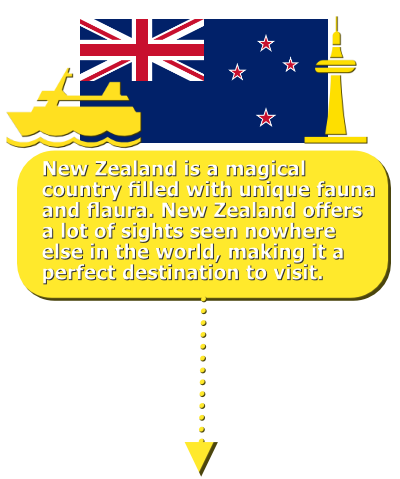 New Zealand is a magical
country filled with unique fauna
and flaura. New Zealand offers
a lot of sights seen nowhere
else in the world, making it a
perfect destination to visit.